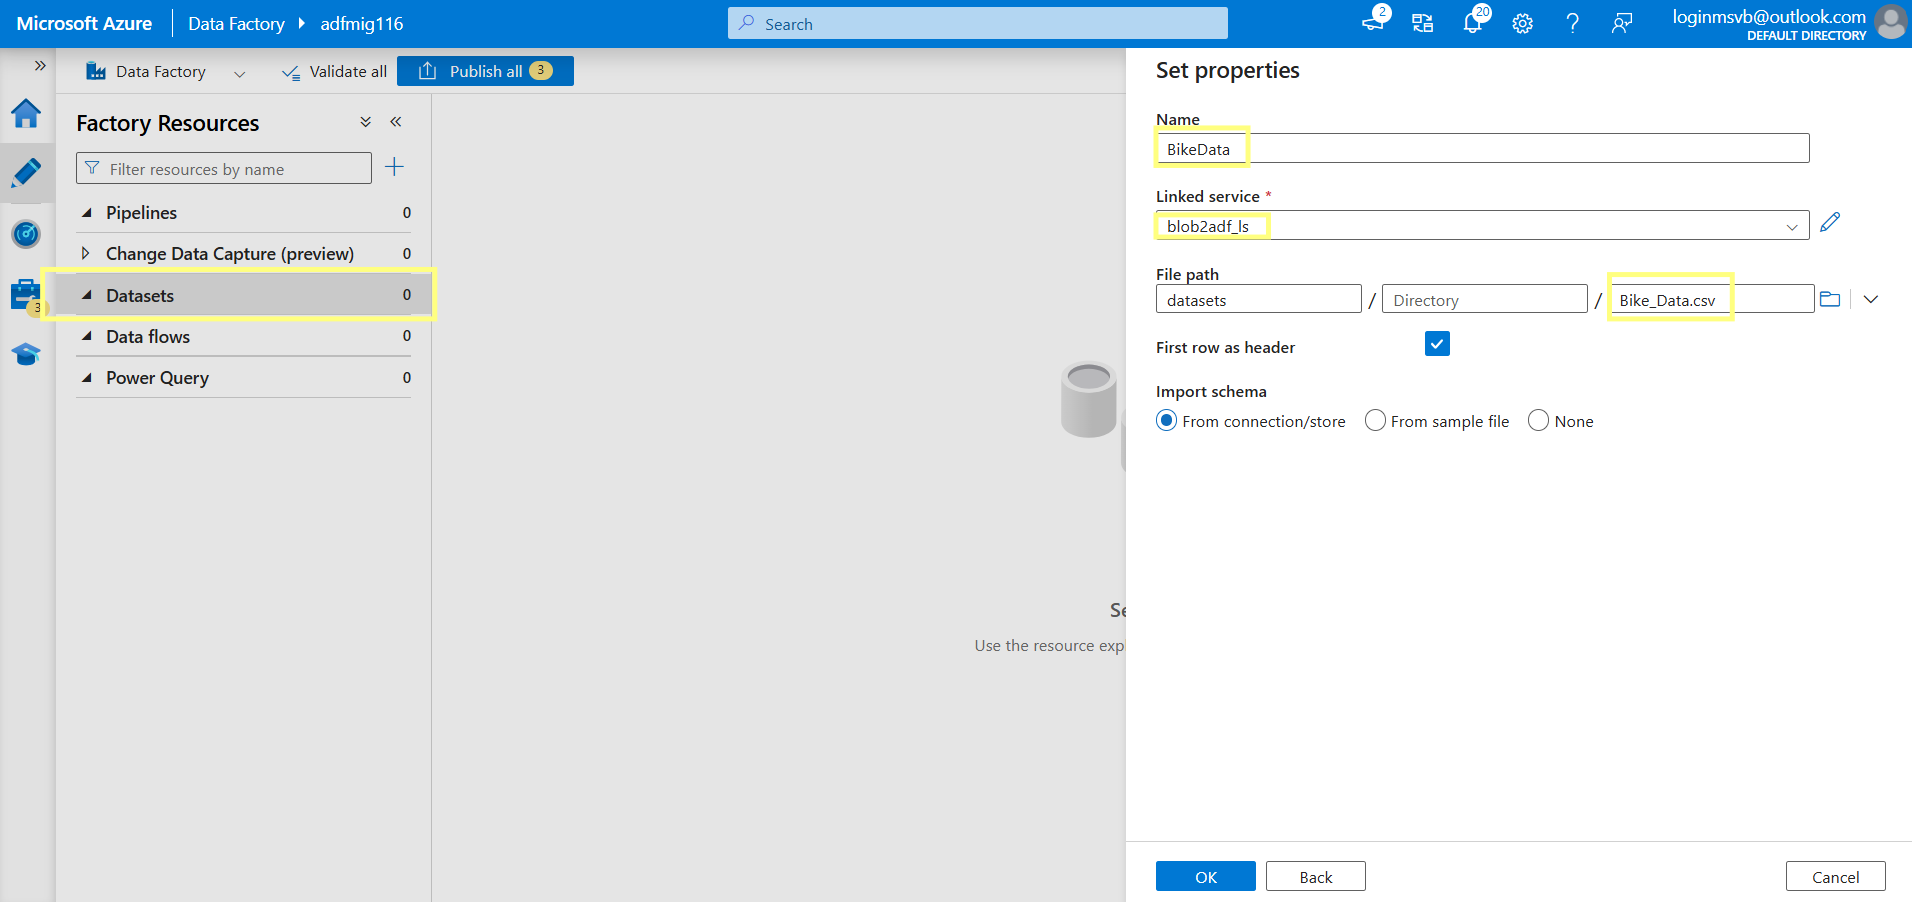 Microsoft Azure Data Factory adfmig116 Search 2 20 loginmsvb@outlook.com
DEFAULT DIRECTORY
Data Factory Validate all Publish all 3
Set properties
Factory Resources
Filter resources by name
Pipelines 0
Change Data Capture (preview) 0
Datasets 0
3
Data flows 0
Power Query 0
Se
Use the resource exp
Name
BikeData
Linked service *
blob2adf_ls
File path
datasets / Directory / Bike_Data.csv
First row as header
Import schema
From connection/store From sample file None
OK Back Cancel